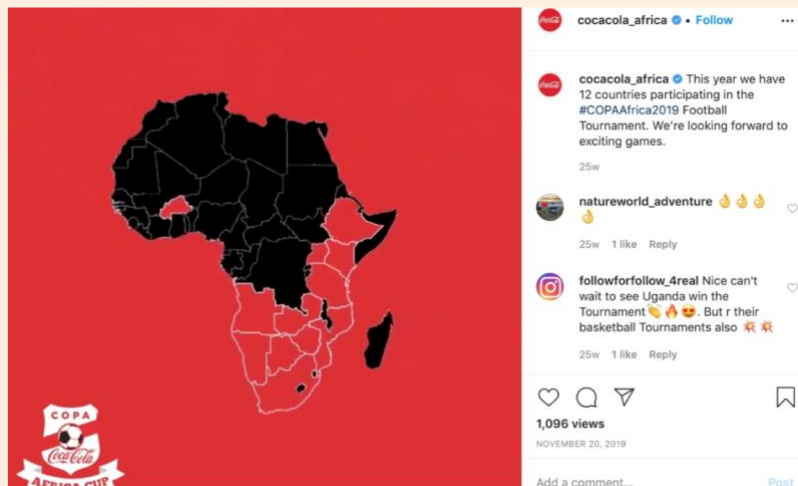 cocacola_africa • Follow
cocacola_africa This year we have
12 countries participating in the
#COPAAfrica2019 Football
Tournament. We're looking forward to
exciting games.
25w
natureworld_adventure 👌👌👌
👌
25w 1 like Reply
followforfollow_4real Nice can't
wait to see Uganda win the
Tournament👏🔥😍. But r their
basketball Tournaments also 💥💥
25w 1 like Reply
1,096 views
NOVEMBER 20, 2019
Add a comment... Post
COPA
Coca-Cola
AFRICA CUP